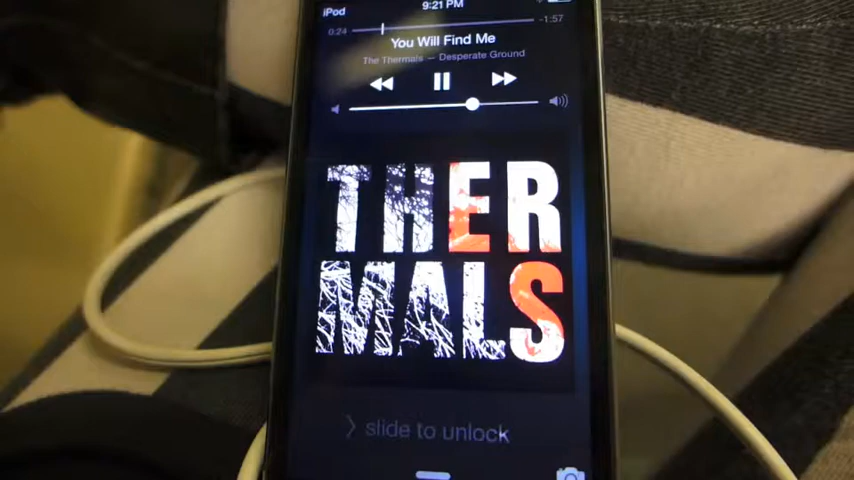 iPod 9:21 PM
0:24 -1:57
You Will Find Me
The Thermals — Desperate Ground
THER
MALS
slide to unlock